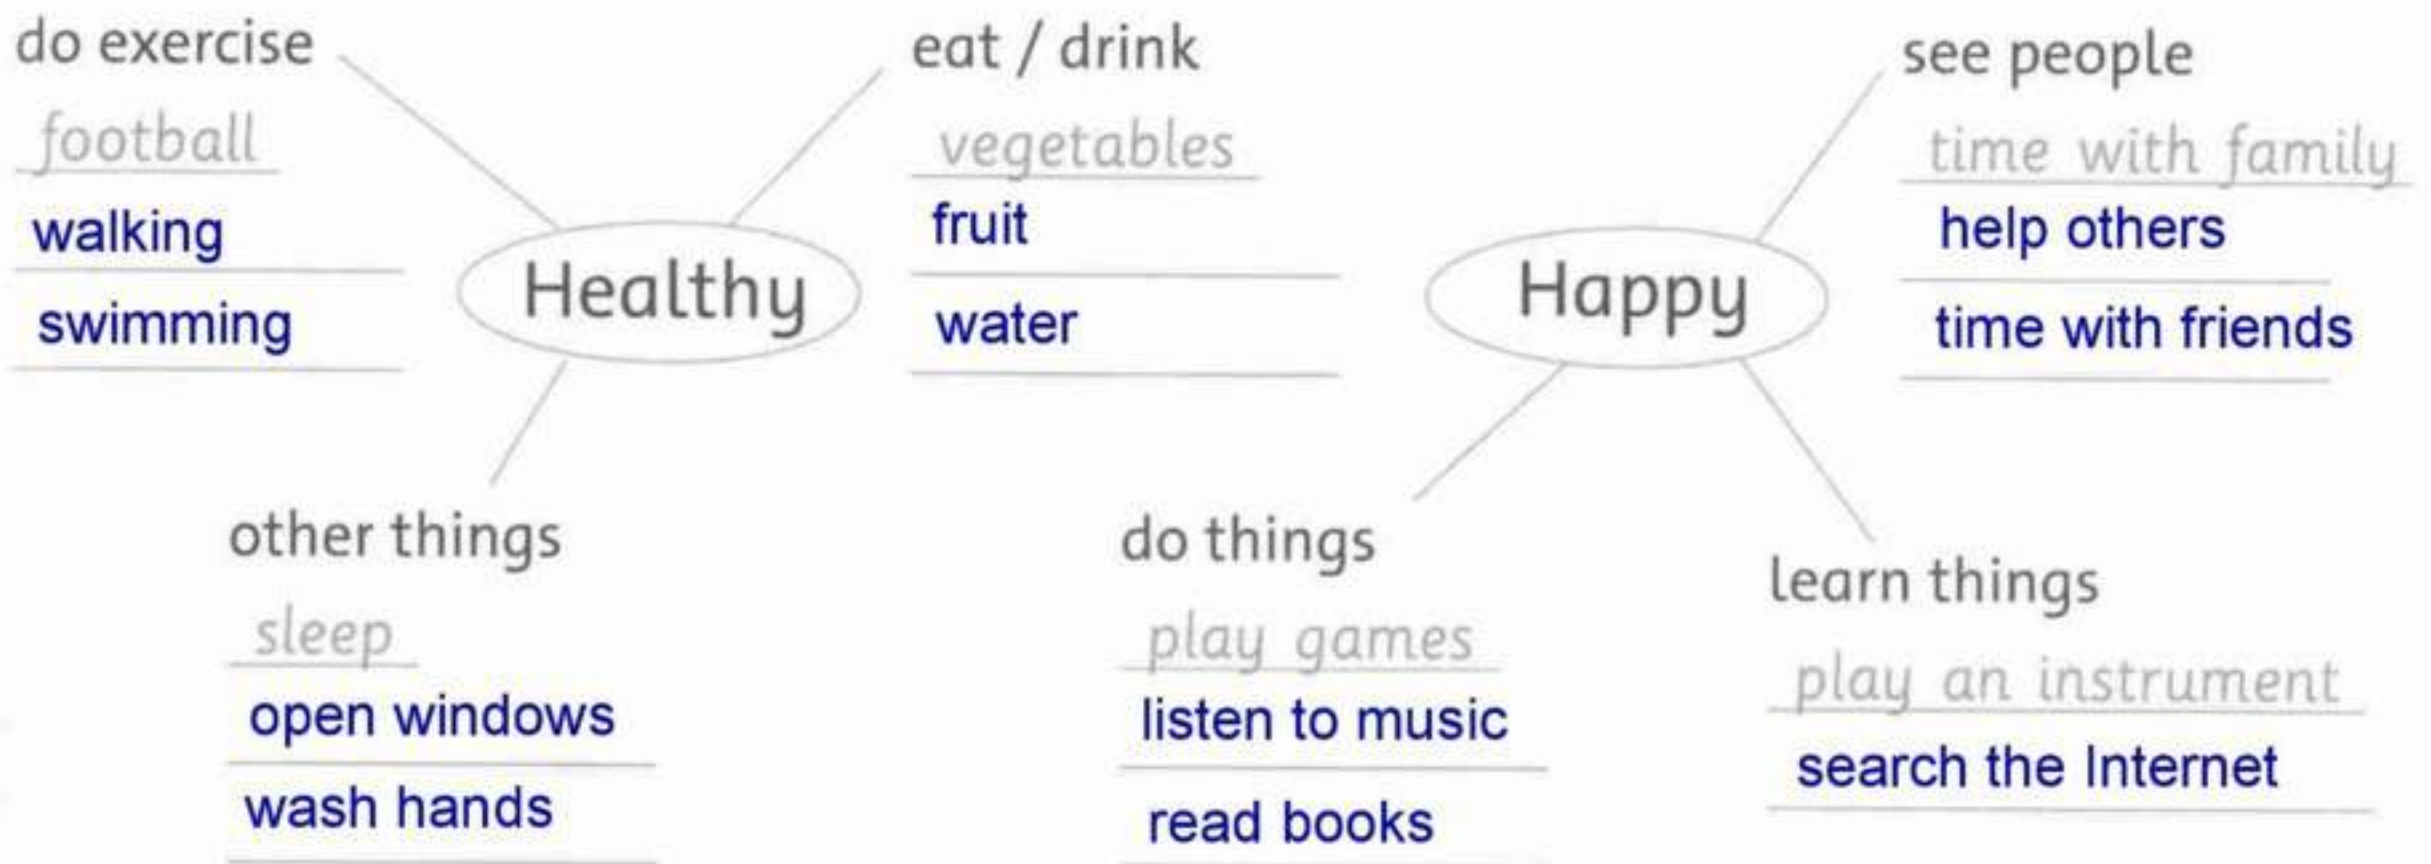 do exercise
football
walking
swimming
Healthy
eat / drink
vegetables
fruit
water
other things
sleep
open windows
wash hands
Happy
see people
time with family
help others
time with friends
do things
play games
listen to music
read books
learn things
play an instrument
search the Internet